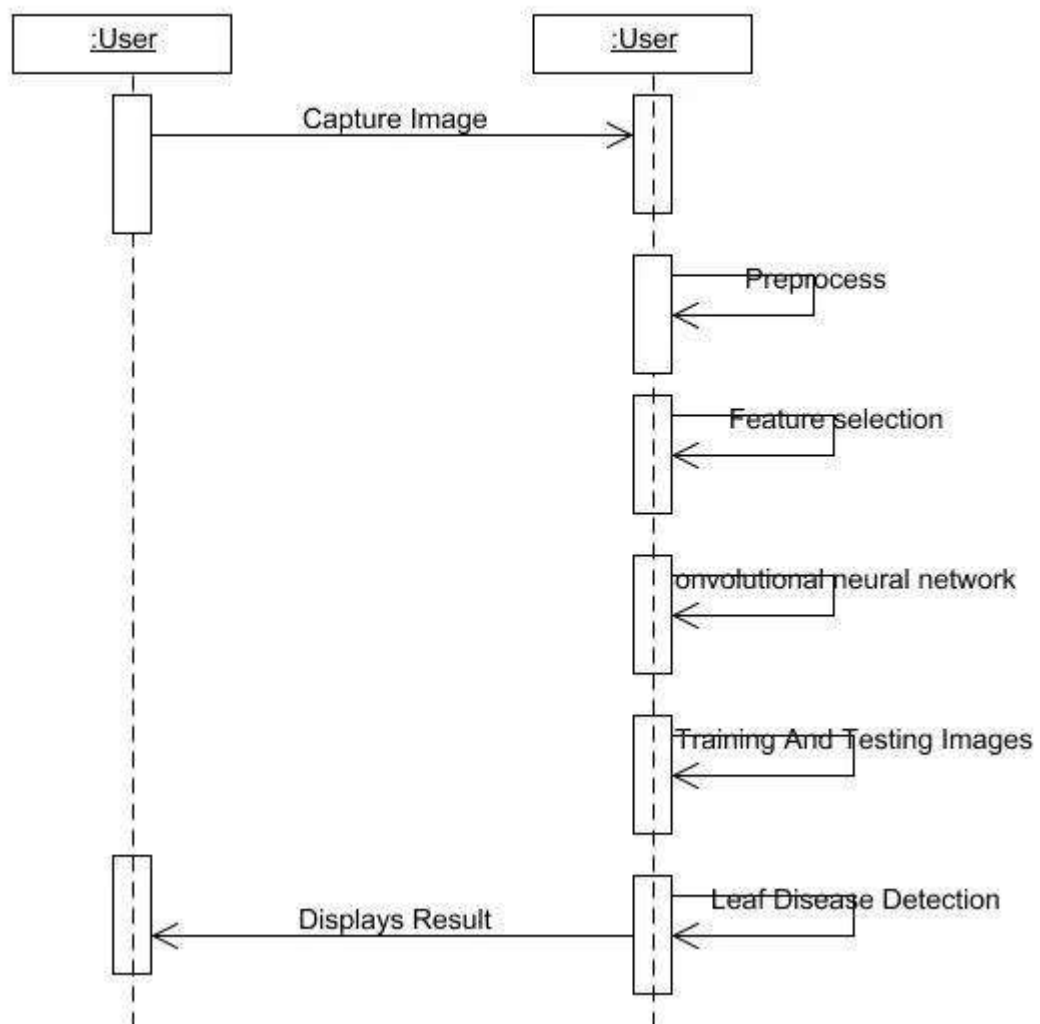 :User
:User
Capture Image
Preprocess
Feature selection
onvolutional neural network
Training And Testing Images
Leaf Disease Detection
Displays Result